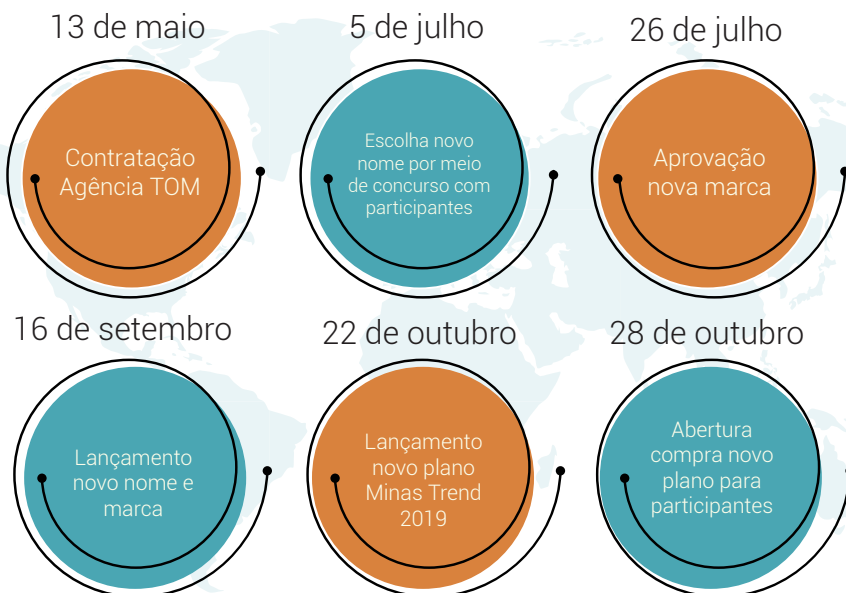 13 de maio
5 de julho
26 de julho
Contratação
Agência TOM
Escolha novo
nome por meio
de concurso com
participantes
Aprovação
nova marca
16 de setembro
22 de outubro
28 de outubro
Lançamento
novo nome e
marca
Lançamento
novo plano
Minas Trend
2019
Abertura
compra novo
plano para
participantes